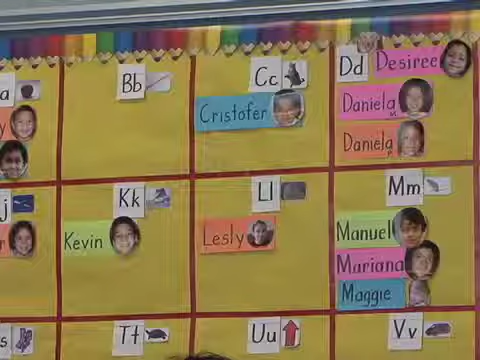 a
Bb
Cc
Dd
Desiree
Cristofer
Daniela M
y
Daniela P
j
Kk
Ll
Mm
r
Kevin
Lesly
Manuel
Mariana
Maggie
s
Tt
Uu
Vv